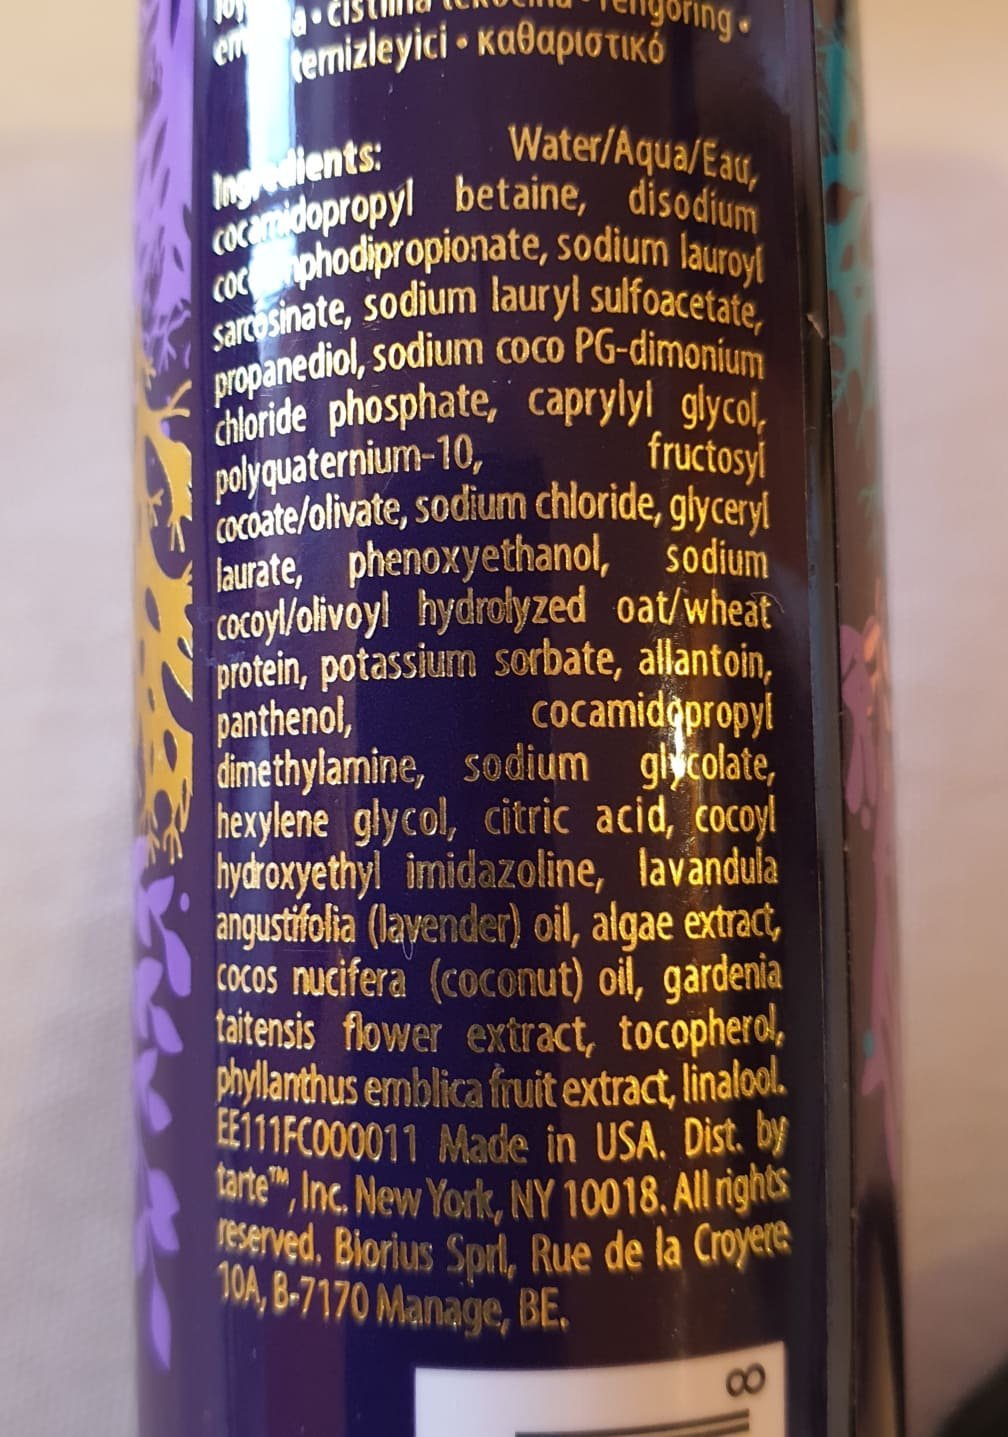 čistilna tekočina • rengöring •
temizleyici • καθαριστικό
Ingredients: Water/Aqua/Eau,
cocamidopropyl betaine, disodium
cocoamphodipropionate, sodium lauroyl
sarcosinate, sodium lauryl sulfoacetate,
propanediol, sodium coco PG-dimonium
chloride phosphate, caprylyl glycol,
polyquaternium-10, fructosyl
cocoate/olivate, sodium chloride, glyceryl
laurate, phenoxyethanol, sodium
cocoyl/olivoyl hydrolyzed oat/wheat
protein, potassium sorbate, allantoin,
panthenol, cocamidopropyl
dimethylamine, sodium glycolate,
hexylene glycol, citric acid, cocoyl
hydroxyethyl imidazoline, lavandula
angustifolia (lavender) oil, algae extract,
cocos nucifera (coconut) oil, gardenia
taitensis flower extract, tocopherol,
phyllanthus emblica fruit extract, linalool.
EE111FC000011 Made in USA. Dist. by
tarte™, Inc. New York, NY 10018. All rights
reserved. Biorius Sprl, Rue de la Croyere
10A, B-7170 Manage, BE.
8